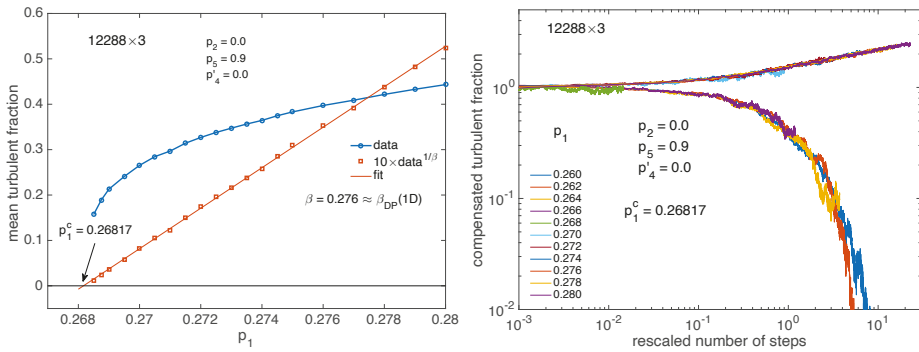 12288×3
p₂ = 0.0
p₅ = 0.9
p'₄ = 0.0
data
10×data^{1/β}
fit
β = 0.276 ≈ β_{DP}(1D)
p₁ᶜ = 0.26817
mean turbulent fraction
0.6
0.5
0.4
0.3
0.2
0.1
0
0.268 0.27 0.272 0.274 0.276 0.278 0.28
p₁
12288×3
p₁
p₂ = 0.0
p₅ = 0.9
p'₄ = 0.0
p₁ᶜ = 0.26817
0.260
0.262
0.264
0.266
0.268
0.270
0.272
0.274
0.276
0.278
0.280
compensated turbulent fraction
10⁰
10⁻¹
10⁻²
10⁻³ 10⁻² 10⁻¹ 10⁰ 10¹
rescaled number of steps